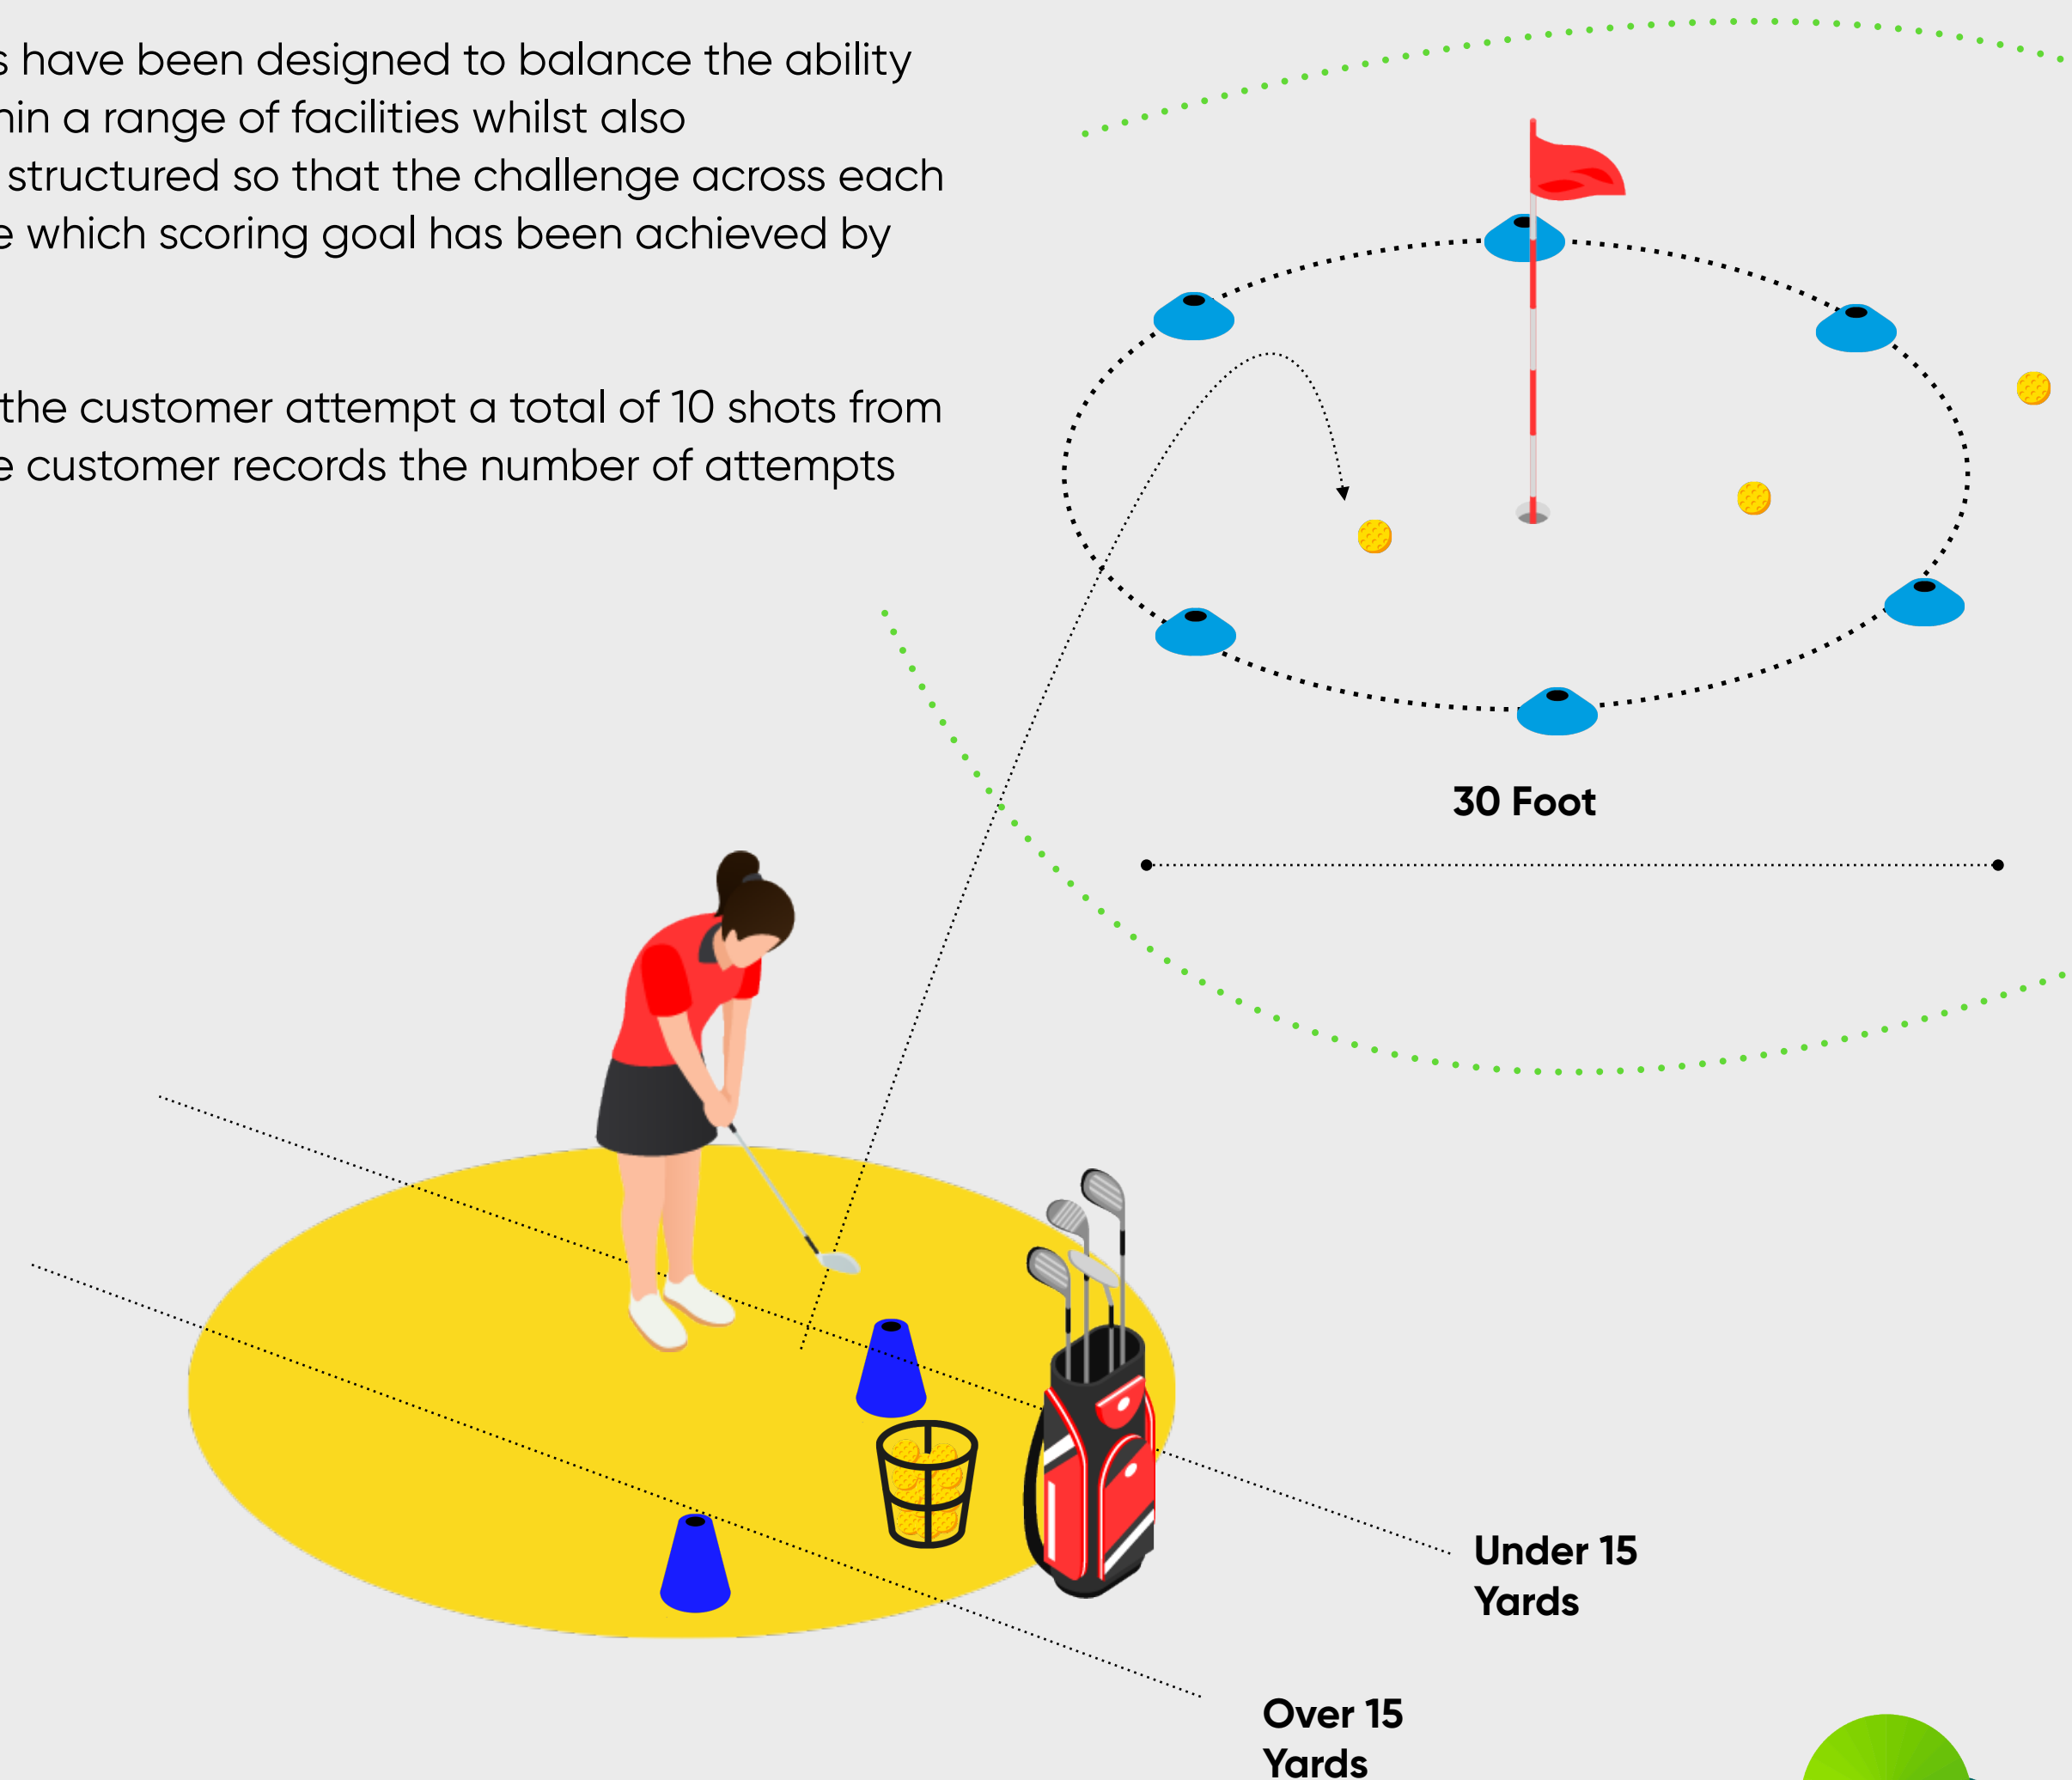 s have been designed to balance the ability
hin a range of facilities whilst also
structured so that the challenge across each
e which scoring goal has been achieved by
the customer attempt a total of 10 shots from
e customer records the number of attempts
30 Foot
Under 15
Yards
Over 15
Yards